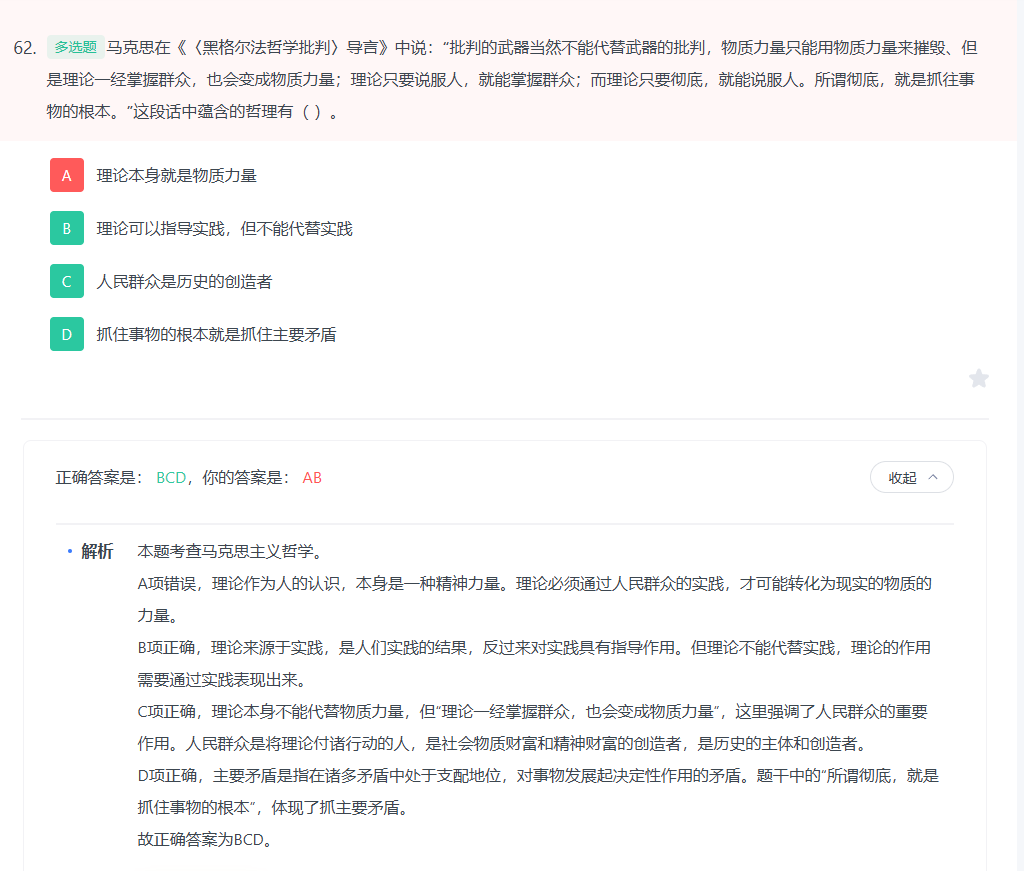 62. 多选题 马克思在《〈黑格尔法哲学批判〉导言》中说：“批判的武器当然不能代替武器的批判，物质力量只能用物质力量来摧毁、但
是理论一经掌握群众，也会变成物质力量；理论只要说服人，就能掌握群众；而理论只要彻底，就能说服人。所谓彻底，就是抓住事
物的根本。”这段话中蕴含的哲理有（ ）。
A 理论本身就是物质力量
B 理论可以指导实践，但不能代替实践
C 人民群众是历史的创造者
D 抓住事物的根本就是抓住主要矛盾
正确答案是： BCD，你的答案是： AB
收起
解析 本题考查马克思主义哲学。
A项错误，理论作为人的认识，本身是一种精神力量。理论必须通过人民群众的实践，才可能转化为现实的物质的
力量。
B项正确，理论来源于实践，是人们实践的结果，反过来对实践具有指导作用。但理论不能代替实践，理论的作用
需要通过实践表现出来。
C项正确，理论本身不能代替物质力量，但“理论一经掌握群众，也会变成物质力量”，这里强调了人民群众的重要
作用。人民群众是将理论付诸行动的人，是社会物质财富和精神财富的创造者，是历史的主体和创造者。
D项正确，主要矛盾是指在诸多矛盾中处于支配地位，对事物发展起决定性作用的矛盾。题干中的“所谓彻底，就是
抓住事物的根本”，体现了抓主要矛盾。
故正确答案为BCD。